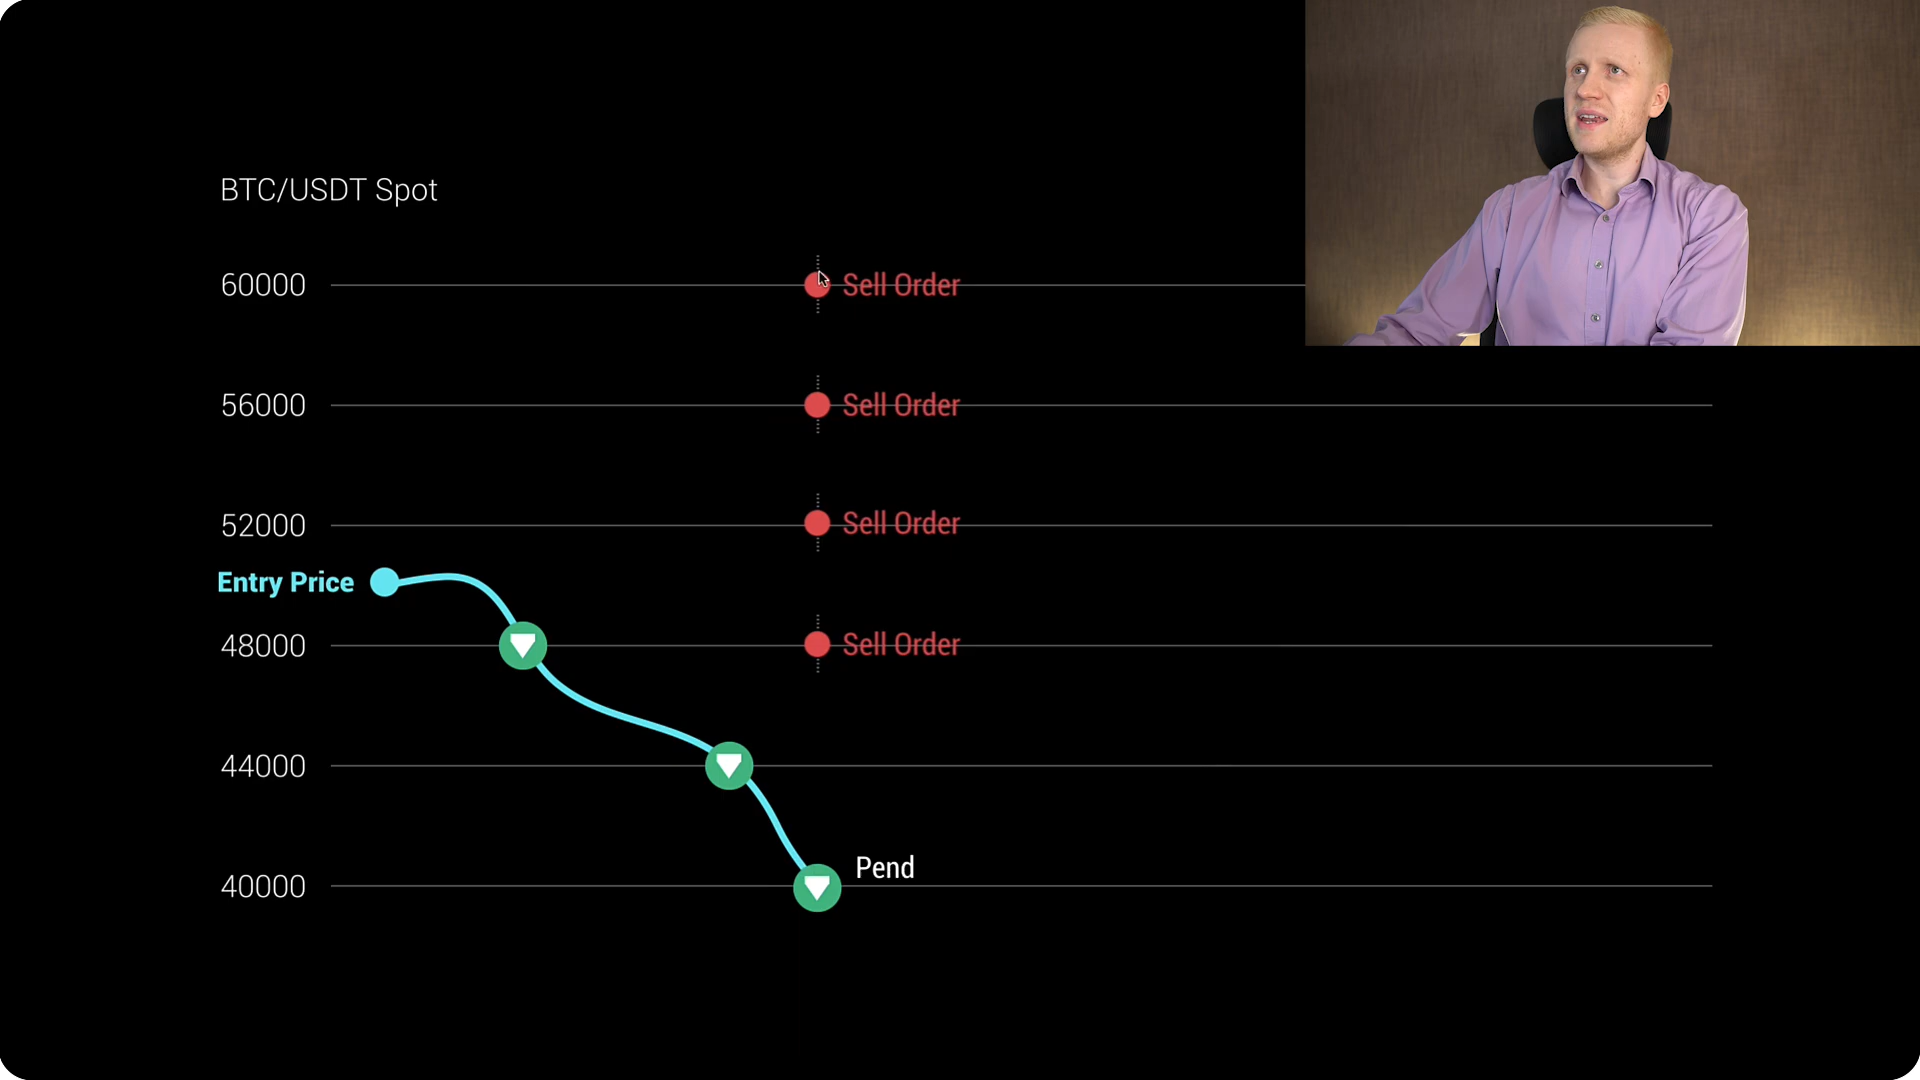 BTC/USDT Spot
60000
Sell Order
56000
Sell Order
52000
Sell Order
Entry Price
48000
Sell Order
44000
Pend
40000